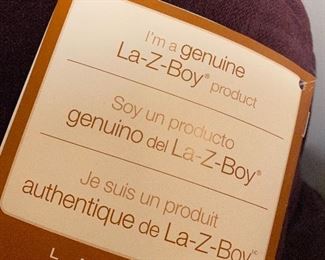 I'm a genuine
La-Z-Boy® product
Soy un producto
genuino del La-Z-Boy®
Je suis un produit
authentique de La-Z-Boy